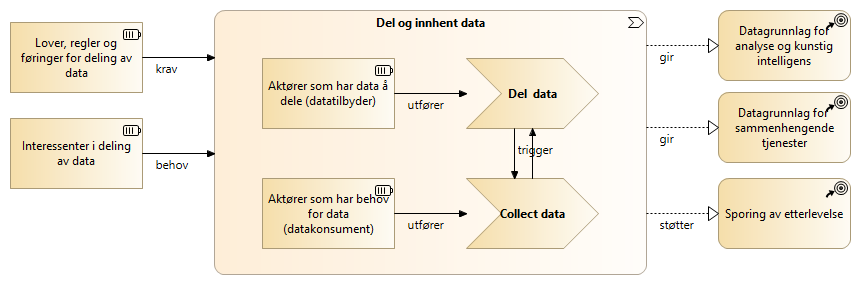 Lover, regler og
føringer for deling av
data
krav
Interessenter i deling
av data
behov
Del og innhent data
Aktører som har data å
dele (datatilbyder)
utfører
Del  data
trigger
Aktører som har behov
for data
(datakonsument)
utfører
Collect data
gir
Datagrunnlag for
analyse og kunstig
intelligens
gir
Datagrunnlag for
sammenhengende
tjenester
støtter
Sporing av etterlevelse